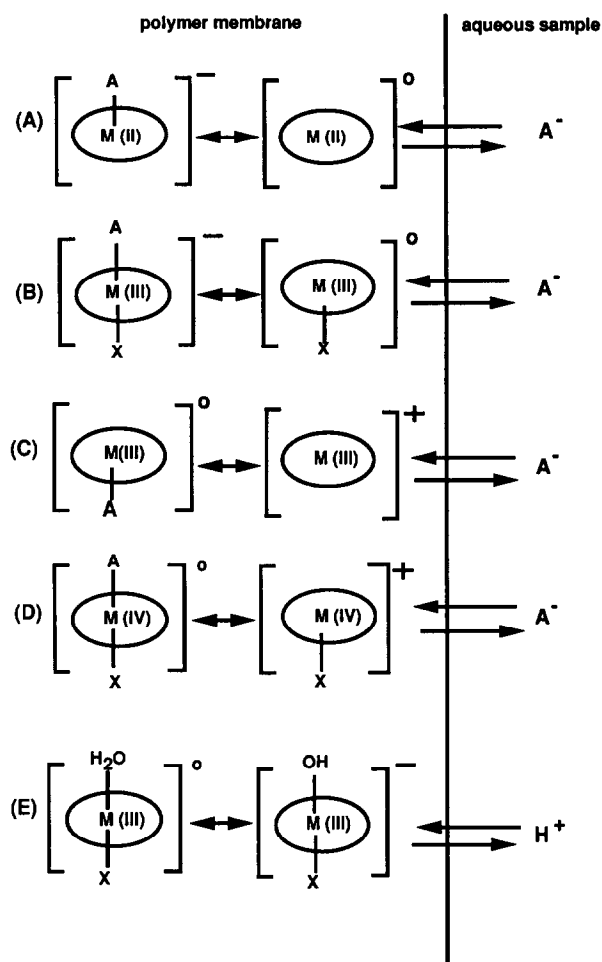 polymer membrane aqueous sample
A − o
(A) M (II) M (II) A⁻
A − o
(B) M (III) M (III) A⁻
X X
o +
(C) M(III) M (III) A⁻
A
A o +
(D) M (IV) M (IV) A⁻
X X
H₂O o OH −
(E) M (III) M (III) H⁺
X X